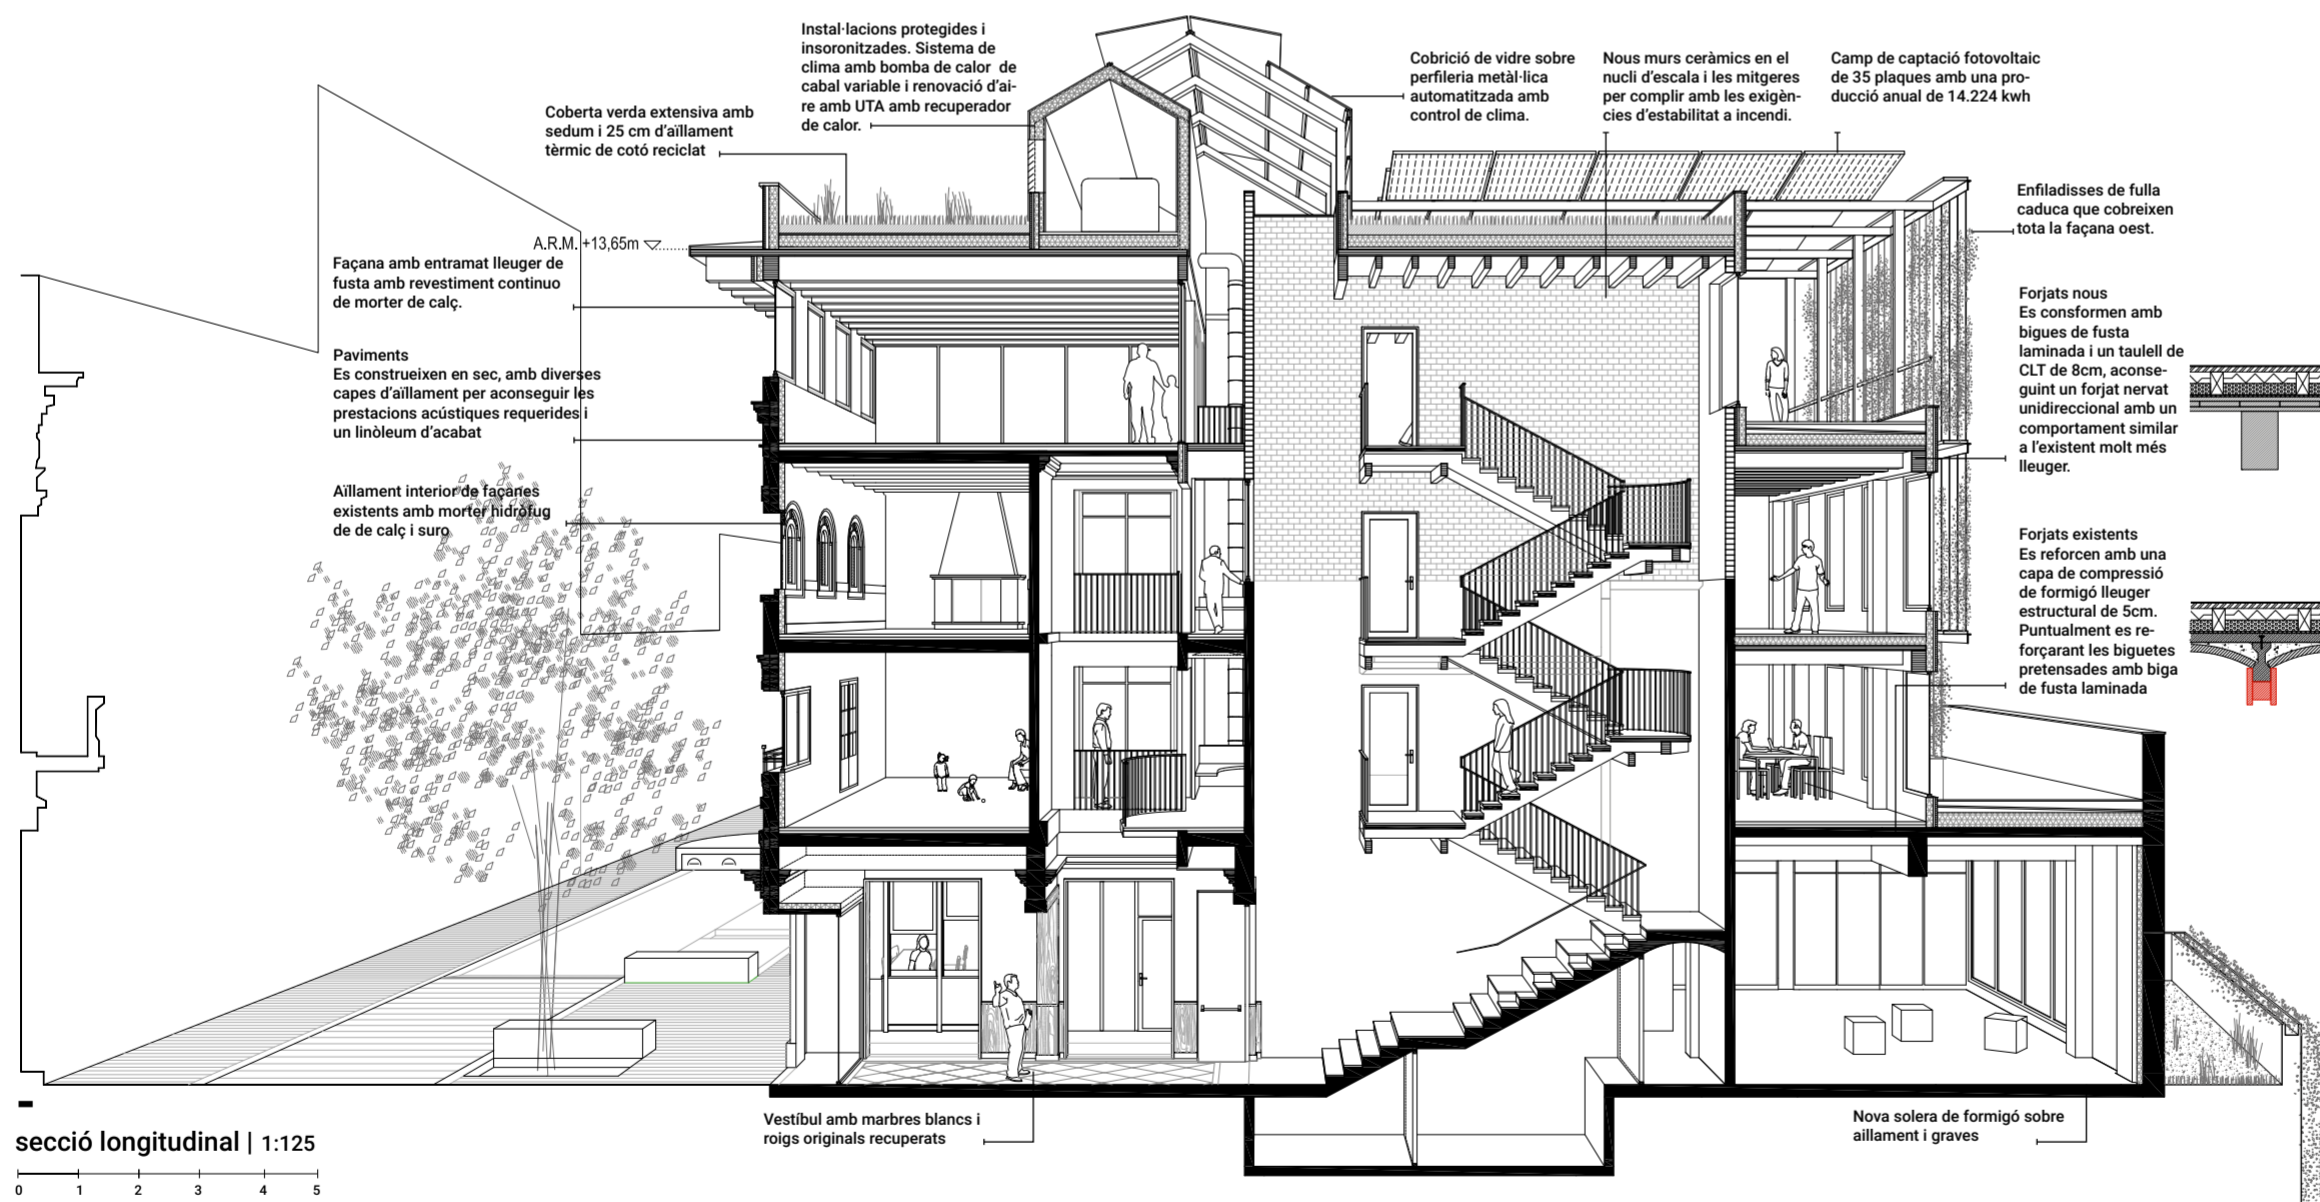 Instal·lacions protegides i
insoronitzades. Sistema de
clima amb bomba de calor de
cabal variable i renovació d'ai-
re amb UTA amb recuperador
de calor.
Cobrició de vidre sobre
perfileria metàl·lica
automatitzada amb
control de clima.
Nous murs ceràmics en el
nucli d'escala i les mitgeres
per complir amb les exigèn-
cies d'estabilitat a incendi.
Camp de captació fotovoltaic
de 35 plaques amb una pro-
ducció anual de 14.224 kwh
Coberta verda extensiva amb
sedum i 25 cm d'aïllament
tèrmic de cotó reciclat
Enfiladisses de fulla
caduca que cobreixen
tota la façana oest.
A.R.M. +13,65m
Façana amb entramat lleuger de
fusta amb revestiment continuo
de morter de calç.
Forjats nous
Es consformen amb
bigues de fusta
laminada i un taulell de
CLT de 8cm, aconse-
guint un forjat nervat
unidireccional amb un
comportament similar
a l'existent molt més
lleuger.
Paviments
Es construeixen en sec, amb diverses
capes d'aïllament per aconseguir les
prestacions acústiques requerides i
un linòleum d'acabat
Aïllament interior de façanes
existents amb morter hidròfug
de de calç i suro
Forjats existents
Es reforcen amb una
capa de compressió
de formigó lleuger
estructural de 5cm.
Puntualment es re-
forçarant les biguetes
pretensades amb biga
de fusta laminada
Vestíbul amb marbres blancs i
roigs originals recuperats
Nova solera de formigó sobre
aillament i graves
secció longitudinal | 1:125
0 1 2 3 4 5